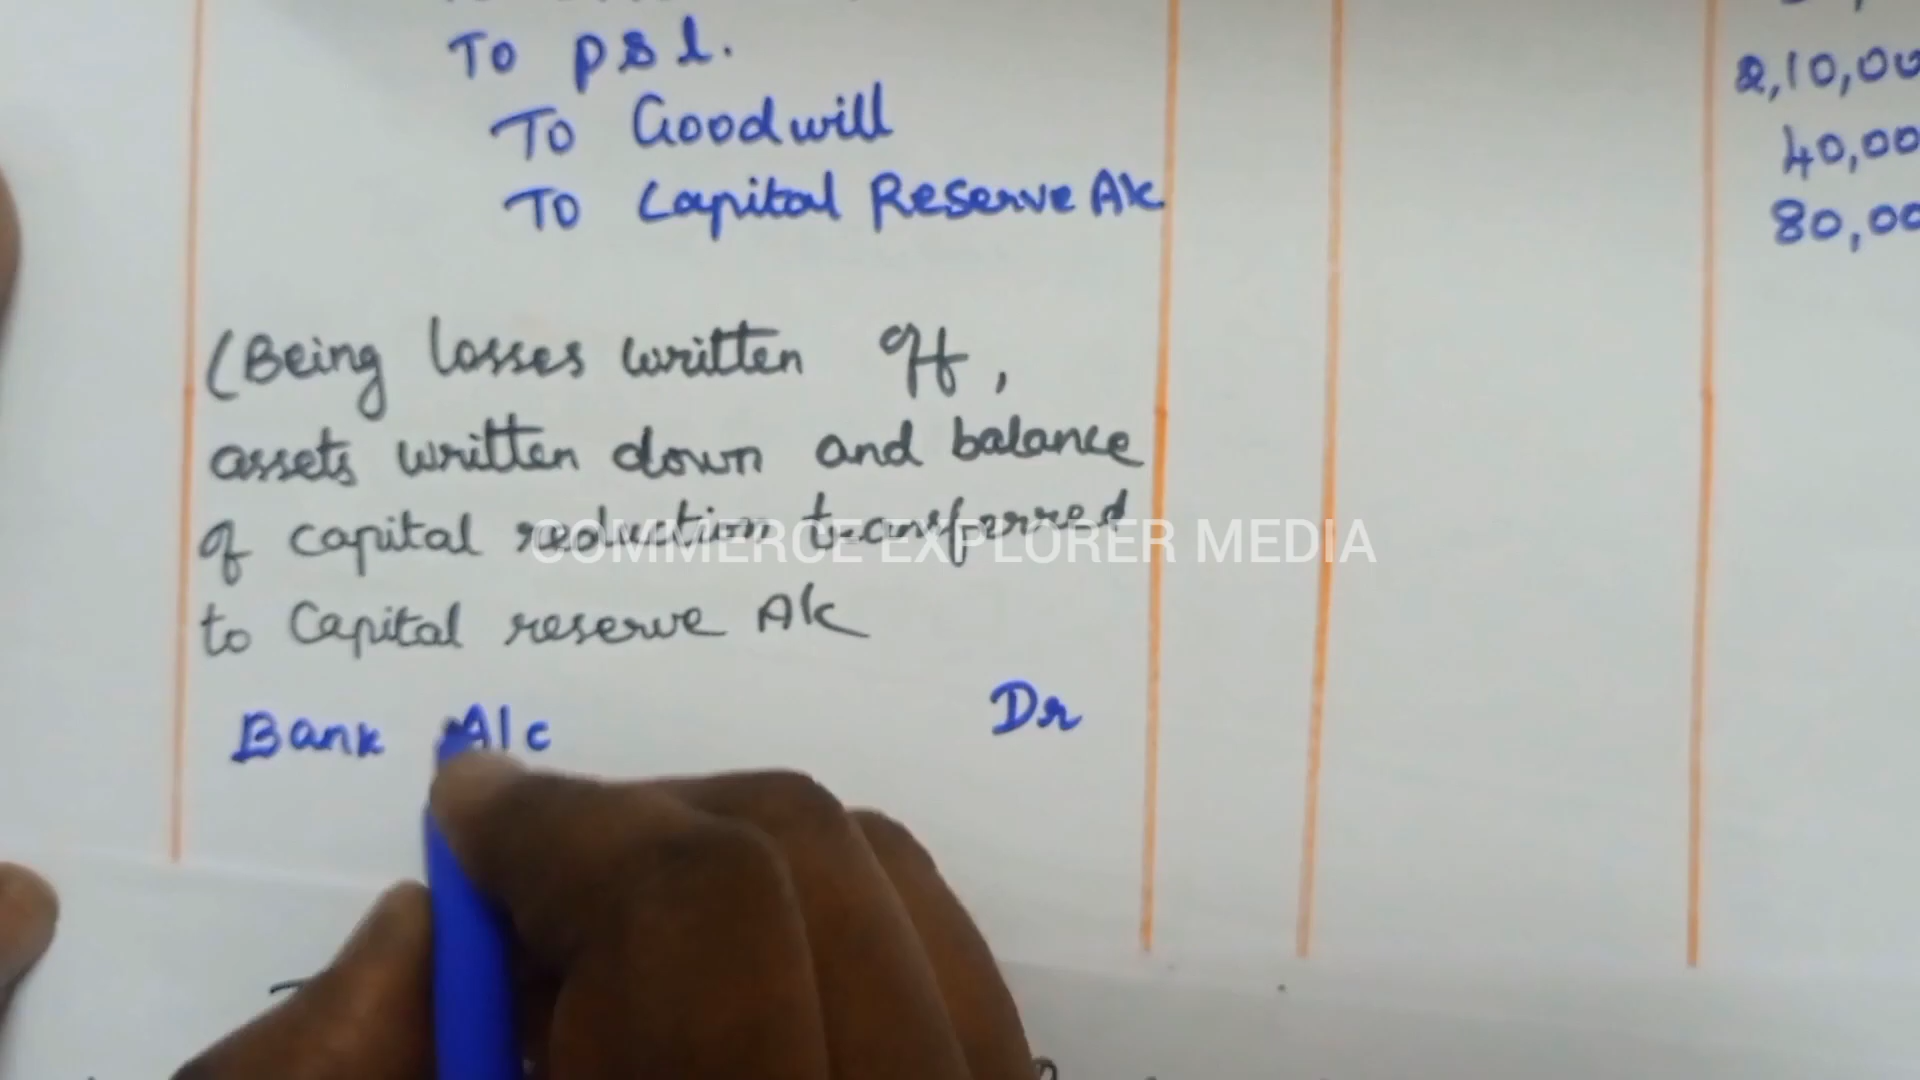 To P & L.
2,10,00
To Goodwill
40,00
To Capital Reserve A/c
80,00
(Being losses written off,
assets written down and balance
of capital reduction transferred
to Capital reserve A/c
COMMERCE EXPLORER MEDIA
Bank A/c Dr